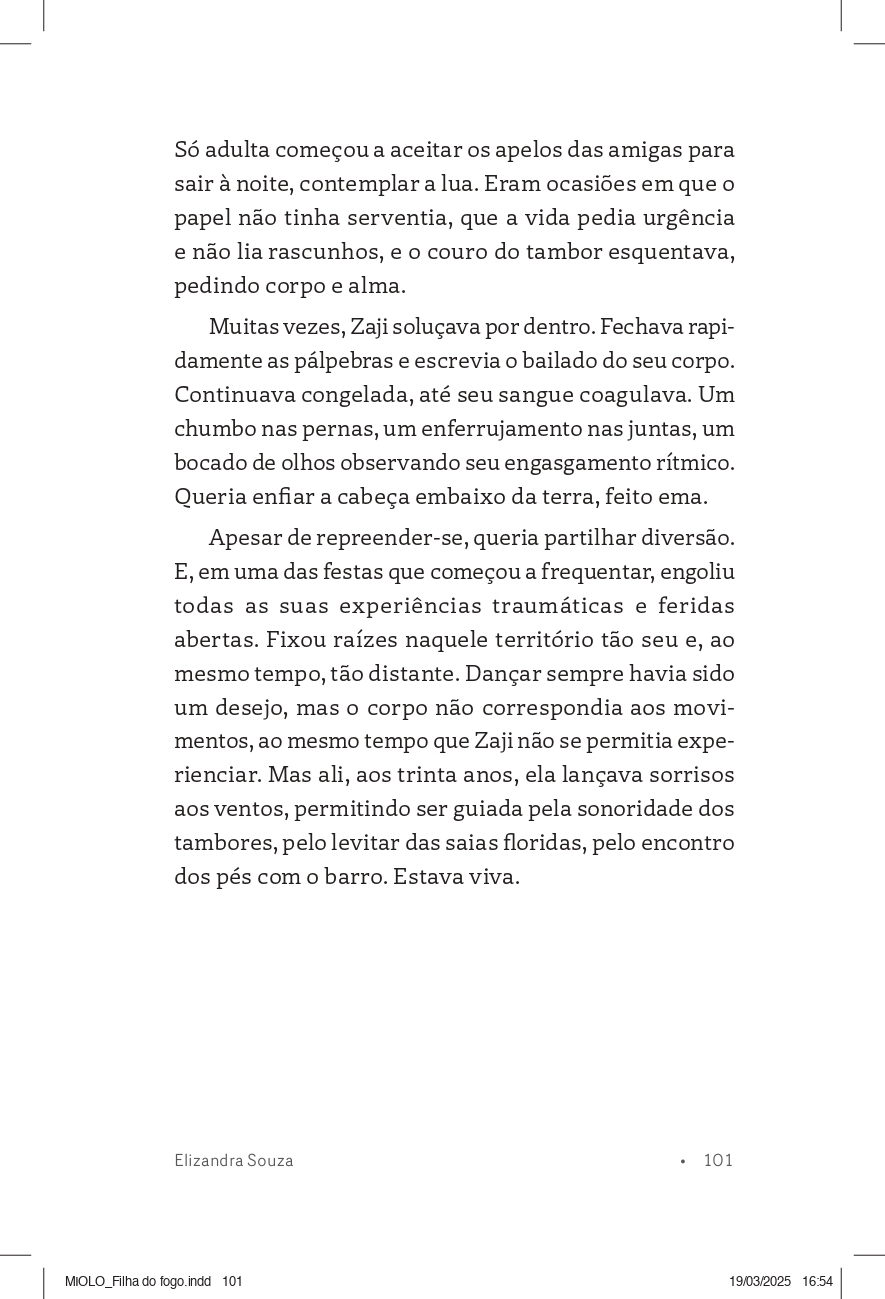 Só adulta começou a aceitar os apelos das amigas para
sair à noite, contemplar a lua. Eram ocasiões em que o
papel não tinha serventia, que a vida pedia urgência
e não lia rascunhos, e o couro do tambor esquentava,
pedindo corpo e alma.
Muitas vezes, Zaji soluçava por dentro. Fechava rapi-
damente as pálpebras e escrevia o bailado do seu corpo.
Continuava congelada, até seu sangue coagulava. Um
chumbo nas pernas, um enferrujamento nas juntas, um
bocado de olhos observando seu engasgamento rítmico.
Queria enfiar a cabeça embaixo da terra, feito ema.
Apesar de repreender-se, queria partilhar diversão.
E, em uma das festas que começou a frequentar, engoliu
todas as suas experiências traumáticas e feridas
abertas. Fixou raízes naquele território tão seu e, ao
mesmo tempo, tão distante. Dançar sempre havia sido
um desejo, mas o corpo não correspondia aos movi-
mentos, ao mesmo tempo que Zaji não se permitia expe-
rienciar. Mas ali, aos trinta anos, ela lançava sorrisos
aos ventos, permitindo ser guiada pela sonoridade dos
tambores, pelo levitar das saias floridas, pelo encontro
dos pés com o barro. Estava viva.
Elizandra Souza • 101
MIOLO_Filha do fogo.indd 101 19/03/2025 16:54